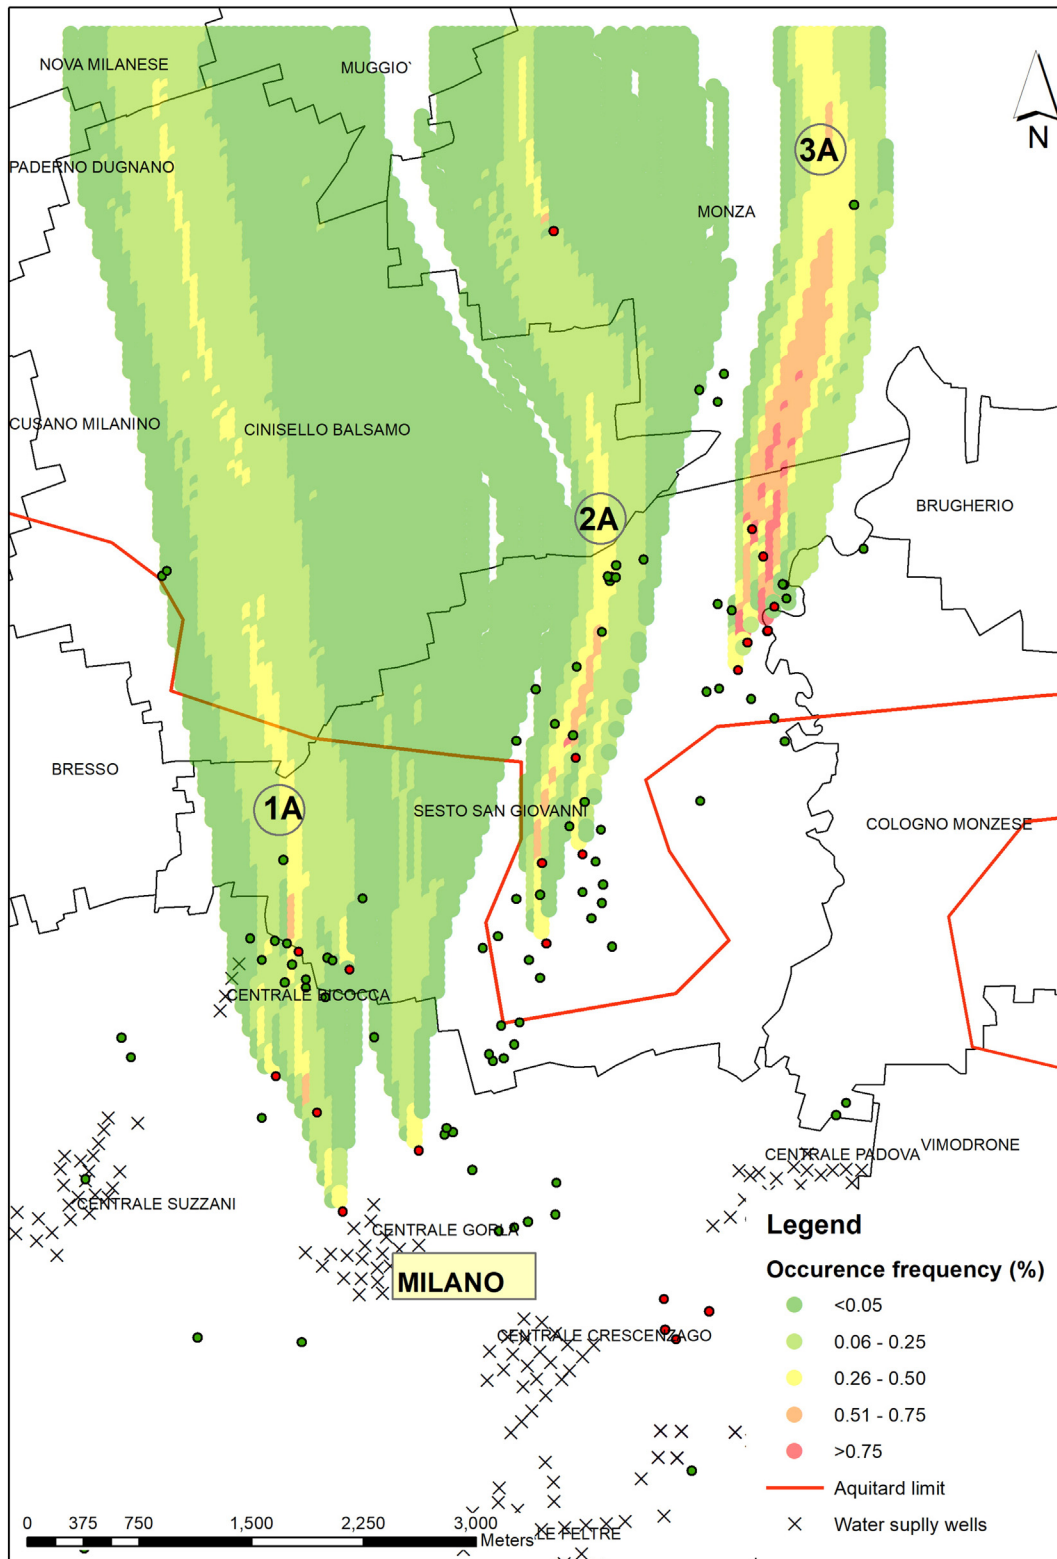 NOVA MILANESE
MUGGIO`
N
3A
PADERNO DUGNANO
MONZA
CUSANO MILANINO
CINISELLO BALSAMO
BRUGHERIO
2A
BRESSO
1A
SESTO SAN GIOVANNI
COLOGNO MONZESE
CENTRALE BICOCCA
VIMODRONE
CENTRALE PADOVA
CENTRALE SUZZANI
CENTRALE GORLA
MILANO
CENTRALE CRESCENZAGO
Legend
Occurence frequency (%)
<0.05
0.06 - 0.25
0.26 - 0.50
0.51 - 0.75
>0.75
Aquitard limit
Water suplly wells
LE FELTRE
0 375 750 1,500 2,250 3,000
Meters